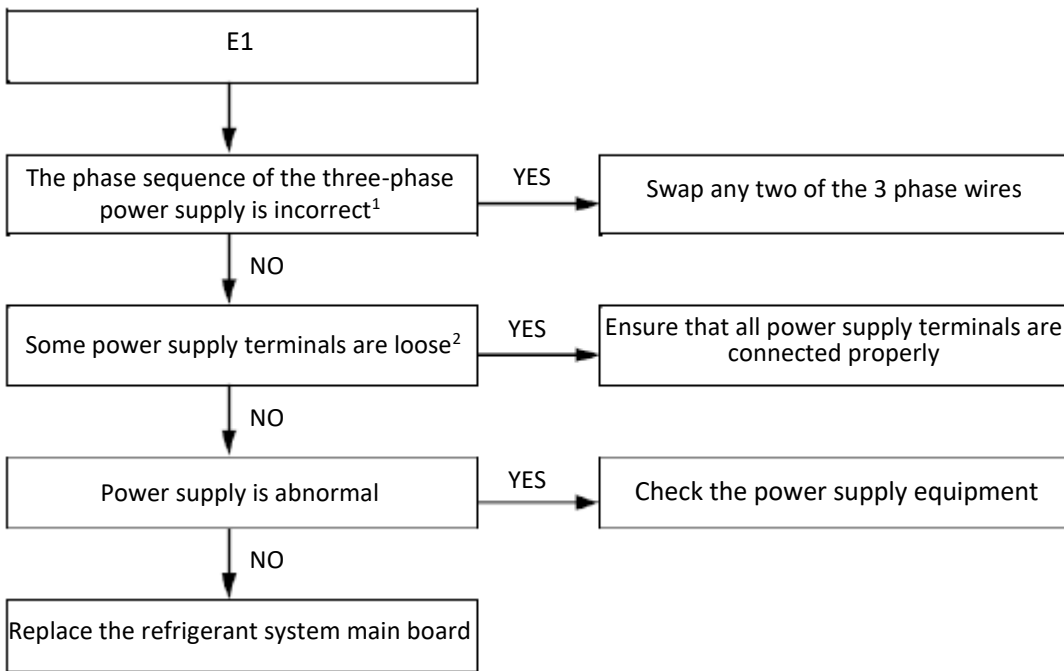 E1
The phase sequence of the three-phase
power supply is incorrect¹
YES
Swap any two of the 3 phase wires
NO
Some power supply terminals are loose²
YES
Ensure that all power supply terminals are
connected properly
NO
Power supply is abnormal
YES
Check the power supply equipment
NO
Replace the refrigerant system main board